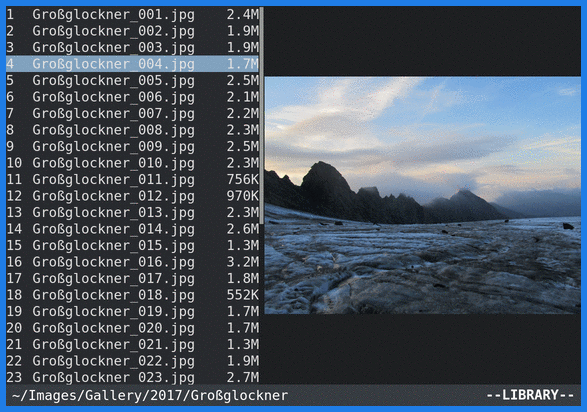 1 Großglockner_001.jpg 2.4M
2 Großglockner_002.jpg 1.9M
3 Großglockner_003.jpg 1.9M
4 Großglockner_004.jpg 1.7M
5 Großglockner_005.jpg 2.5M
6 Großglockner_006.jpg 2.1M
7 Großglockner_007.jpg 2.2M
8 Großglockner_008.jpg 2.3M
9 Großglockner_009.jpg 2.5M
10 Großglockner_010.jpg 2.3M
11 Großglockner_011.jpg 756K
12 Großglockner_012.jpg 970K
13 Großglockner_013.jpg 2.3M
14 Großglockner_014.jpg 2.6M
15 Großglockner_015.jpg 1.3M
16 Großglockner_016.jpg 3.2M
17 Großglockner_017.jpg 1.8M
18 Großglockner_018.jpg 552K
19 Großglockner_019.jpg 1.7M
20 Großglockner_020.jpg 1.7M
21 Großglockner_021.jpg 1.3M
22 Großglockner_022.jpg 1.9M
23 Großglockner_023.jpg 2.7M
~/Images/Gallery/2017/Großglockner --LIBRARY--